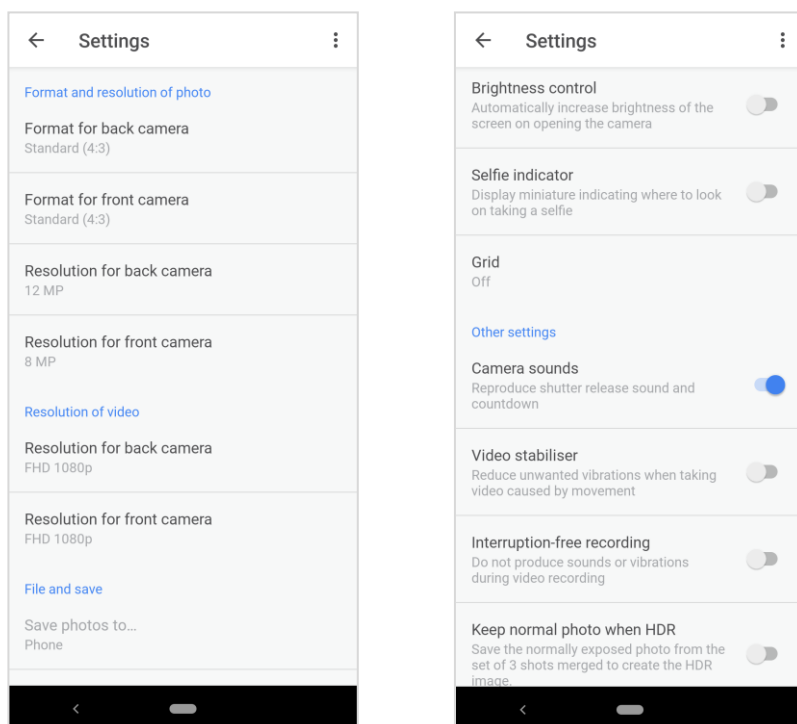 Settings
Format and resolution of photo
Format for back camera
Standard (4:3)
Format for front camera
Standard (4:3)
Resolution for back camera
12 MP
Resolution for front camera
8 MP
Resolution of video
Resolution for back camera
FHD 1080p
Resolution for front camera
FHD 1080p
File and save
Save photos to...
Phone
Settings
Brightness control
Automatically increase brightness of the
screen on opening the camera
Selfie indicator
Display miniature indicating where to look
on taking a selfie
Grid
Off
Other settings
Camera sounds
Reproduce shutter release sound and
countdown
Video stabiliser
Reduce unwanted vibrations when taking
video caused by movement
Interruption-free recording
Do not produce sounds or vibrations
during video recording
Keep normal photo when HDR
Save the normally exposed photo from the
set of 3 shots merged to create the HDR
image.